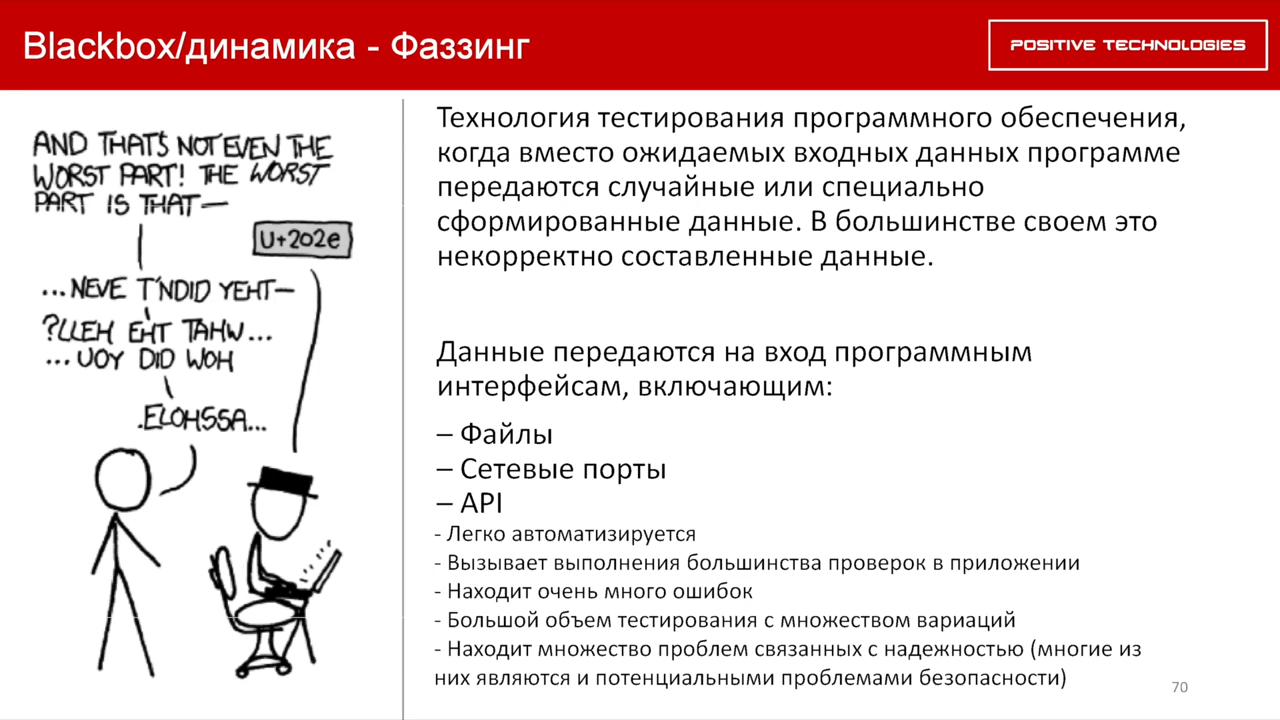 Blackbox/динамика - Фаззинг
POSITIVE TECHNOLOGIES
AND THAT'S NOT EVEN THE
WORST PART! THE WORST
PART IS THAT—
U+202e
...NEVE T'NDID YEHT—
?LLEH EHT TAHW...
...UOY DID WOH
.ELOHSSA...
Технология тестирования программного обеспечения,
когда вместо ожидаемых входных данных программе
передаются случайные или специально
сформированные данные. В большинстве своем это
некорректно составленные данные.
Данные передаются на вход программным
интерфейсам, включающим:
– Файлы
– Сетевые порты
– API
- Легко автоматизируется
- Вызывает выполнения большинства проверок в приложении
- Находит очень много ошибок
- Большой объем тестирования с множеством вариаций
- Находит множество проблем связанных с надежностью (многие из
них являются и потенциальными проблемами безопасности)
70